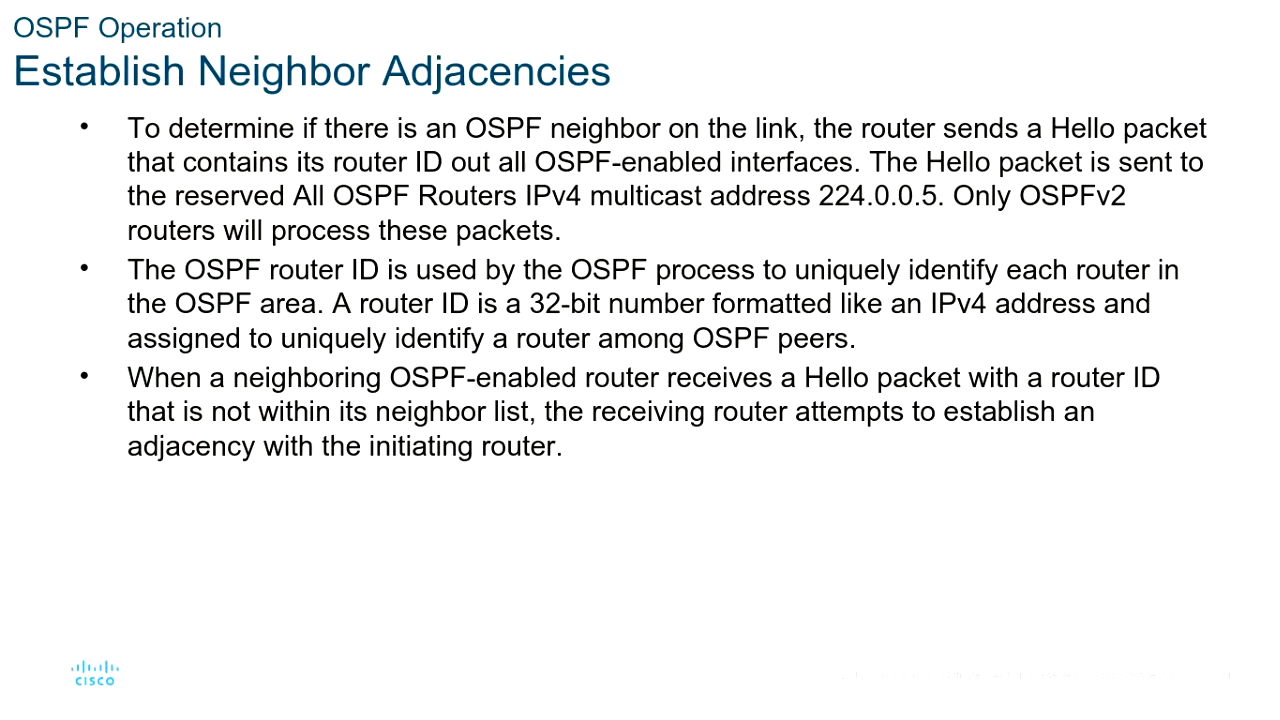 OSPF Operation
Establish Neighbor Adjacencies
• To determine if there is an OSPF neighbor on the link, the router sends a Hello packet
that contains its router ID out all OSPF-enabled interfaces. The Hello packet is sent to
the reserved All OSPF Routers IPv4 multicast address 224.0.0.5. Only OSPFv2
routers will process these packets.
• The OSPF router ID is used by the OSPF process to uniquely identify each router in
the OSPF area. A router ID is a 32-bit number formatted like an IPv4 address and
assigned to uniquely identify a router among OSPF peers.
• When a neighboring OSPF-enabled router receives a Hello packet with a router ID
that is not within its neighbor list, the receiving router attempts to establish an
adjacency with the initiating router.
CISCO